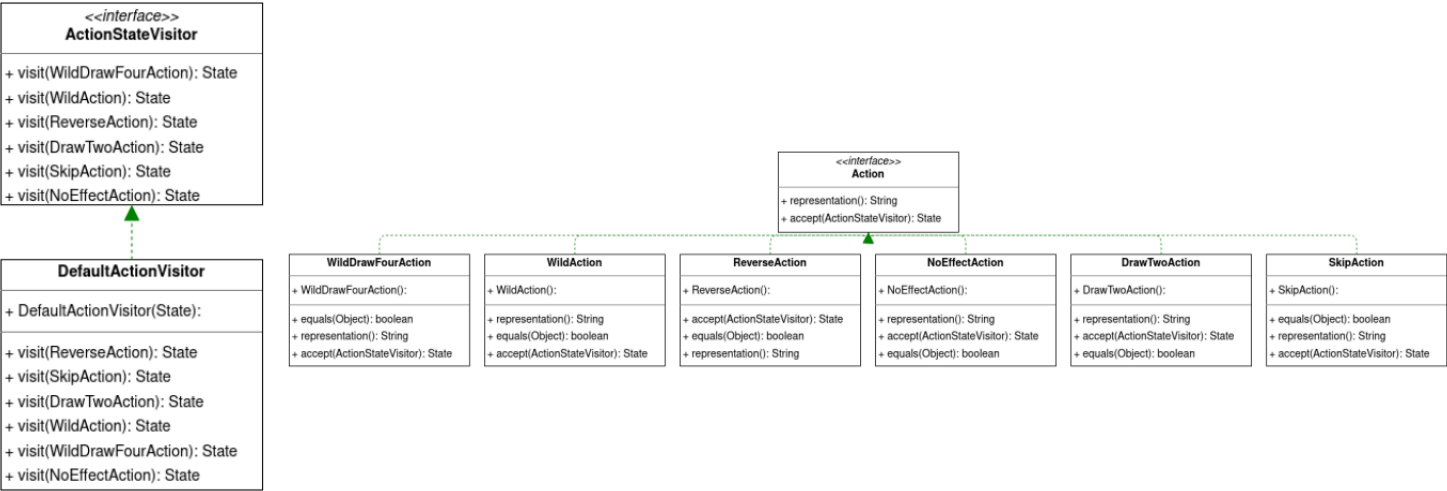 <<interface>>
ActionStateVisitor
+ visit(WildDrawFourAction): State
+ visit(WildAction): State
+ visit(ReverseAction): State
+ visit(DrawTwoAction): State
+ visit(SkipAction): State
+ visit(NoEffectAction): State
DefaultActionVisitor
+ DefaultActionVisitor(State):
+ visit(ReverseAction): State
+ visit(SkipAction): State
+ visit(DrawTwoAction): State
+ visit(WildAction): State
+ visit(WildDrawFourAction): State
+ visit(NoEffectAction): State
<<interface>>
Action
+ representation(): String
+ accept(ActionStateVisitor): State
WildDrawFourAction
+ WildDrawFourAction():
+ equals(Object): boolean
+ representation(): String
+ accept(ActionStateVisitor): State
WildAction
+ WildAction():
+ representation(): String
+ equals(Object): boolean
+ accept(ActionStateVisitor): State
ReverseAction
+ ReverseAction():
+ accept(ActionStateVisitor): State
+ equals(Object): boolean
+ representation(): String
NoEffectAction
+ NoEffectAction():
+ representation(): String
+ accept(ActionStateVisitor): State
+ equals(Object): boolean
DrawTwoAction
+ DrawTwoAction():
+ representation(): String
+ accept(ActionStateVisitor): State
+ equals(Object): boolean
SkipAction
+ SkipAction():
+ equals(Object): boolean
+ representation(): String
+ accept(ActionStateVisitor): State